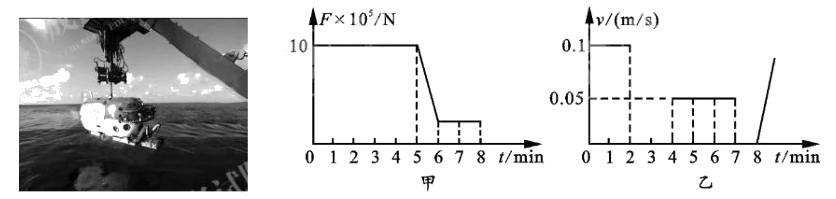 F×10⁵/N
10
0 1 2 3 4 5 6 7 8 t/min
甲
v/(m/s)
0.1
0.05
0 1 2 3 4 5 6 7 8 t/min
乙